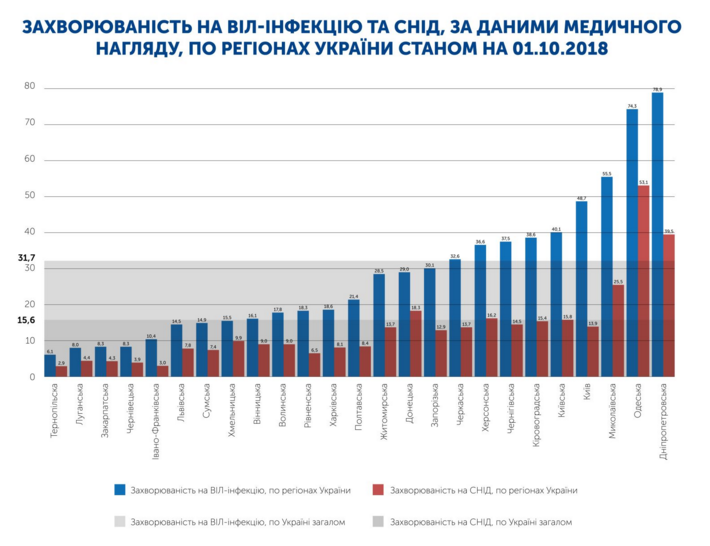 ЗАХВОРЮВАНІСТЬ НА ВІЛ-ІНФЕКЦІЮ ТА СНІД, ЗА ДАНИМИ МЕДИЧНОГО
НАГЛЯДУ, ПО РЕГІОНАХ УКРАЇНИ СТАНОМ НА 01.10.2018
80
70
60
50
40
31,7
30
20
15,6
10
0
6,1 2,9
8,0 4,4
8,3 4,3
8,3 3,9
10,4 3,0
14,5 7,8
14,9 7,4
15,5 9,9
16,1 9,0
17,8 9,0
18,3 6,5
18,6 8,1
21,4 8,4
28,5 13,7
29,0 18,3
30,1 12,9
32,6 13,7
36,6 16,2
37,5 14,5
38,6 15,4
40,1 15,8
48,7 13,9
55,5 25,5
74,3 53,1
78,9 39,5
Тернопільська
Луганська
Закарпатська
Чернівецька
Івано-Франківська
Львівська
Сумська
Хмельницька
Вінницька
Волинська
Рівненська
Харківська
Полтавська
Житомирська
Донецька
Запорізька
Черкаська
Херсонська
Чернігівська
Кіровоградська
Київська
Київ
Миколаївська
Одеська
Дніпропетровська
Захворюваність на ВІЛ-інфекцію, по регіонах України
Захворюваність на СНІД, по регіонах України
Захворюваність на ВІЛ-інфекцію, по Україні загалом
Захворюваність на СНІД, по Україні загалом